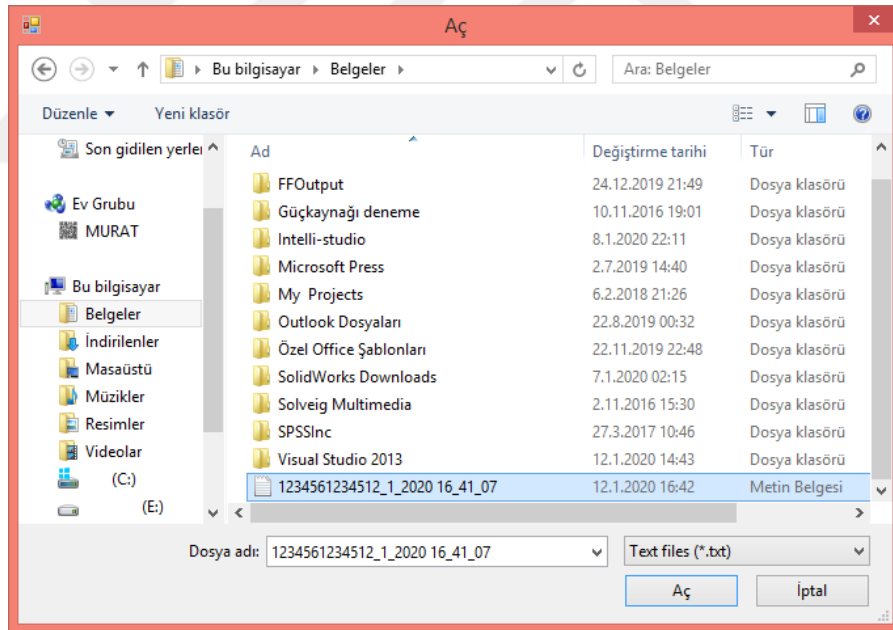 Aç
Bu bilgisayar Belgeler
Ara: Belgeler
Düzenle Yeni klasör
Son gidilen yerler
Ev Grubu
MURAT
Bu bilgisayar
Belgeler
İndirilenler
Masaüstü
Müzikler
Resimler
Videolar
(C:)
(E:)
Ad Değiştirme tarihi Tür
FFOutput 24.12.2019 21:49 Dosya klasörü
Güçkaynağı deneme 10.11.2016 19:01 Dosya klasörü
Intelli-studio 8.1.2020 22:11 Dosya klasörü
Microsoft Press 2.7.2019 14:40 Dosya klasörü
My Projects 6.2.2018 21:26 Dosya klasörü
Outlook Dosyaları 22.8.2019 00:32 Dosya klasörü
Özel Office Şablonları 22.11.2019 22:48 Dosya klasörü
SolidWorks Downloads 7.1.2020 02:15 Dosya klasörü
Solveig Multimedia 2.11.2016 15:30 Dosya klasörü
SPSSInc 27.3.2017 10:46 Dosya klasörü
Visual Studio 2013 12.1.2020 14:43 Dosya klasörü
1234561234512_1_2020 16_41_07 12.1.2020 16:42 Metin Belgesi
Dosya adı: 1234561234512_1_2020 16_41_07 Text files (*.txt)
Aç İptal